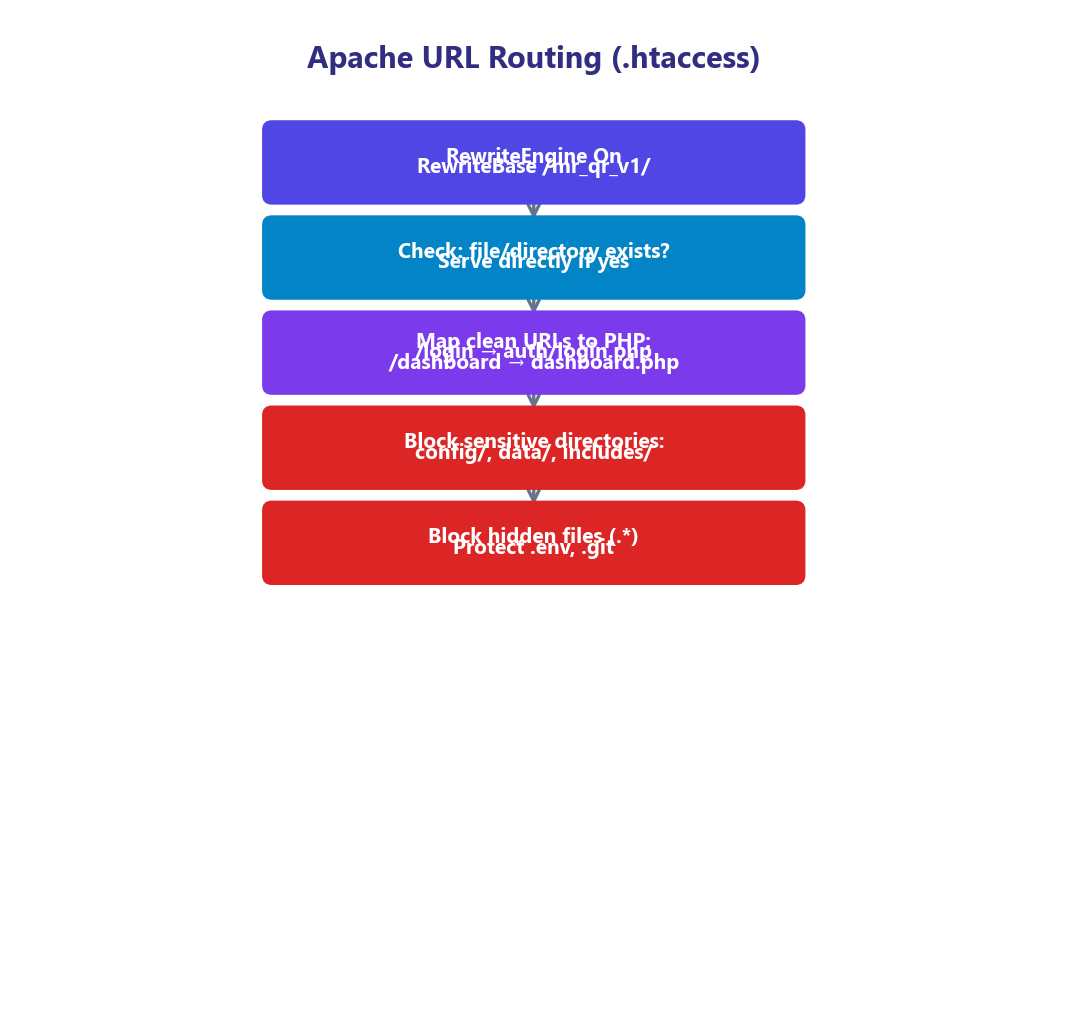 Apache URL Routing (.htaccess)
RewriteEngine On
RewriteBase /mr_qr_v1/
Check: file/directory exists?
Serve directly if yes
Map clean URLs to PHP:
/login → auth/login.php
/dashboard → dashboard.php
Block sensitive directories:
config/, data/, includes/
Block hidden files (.*)
Protect .env, .git